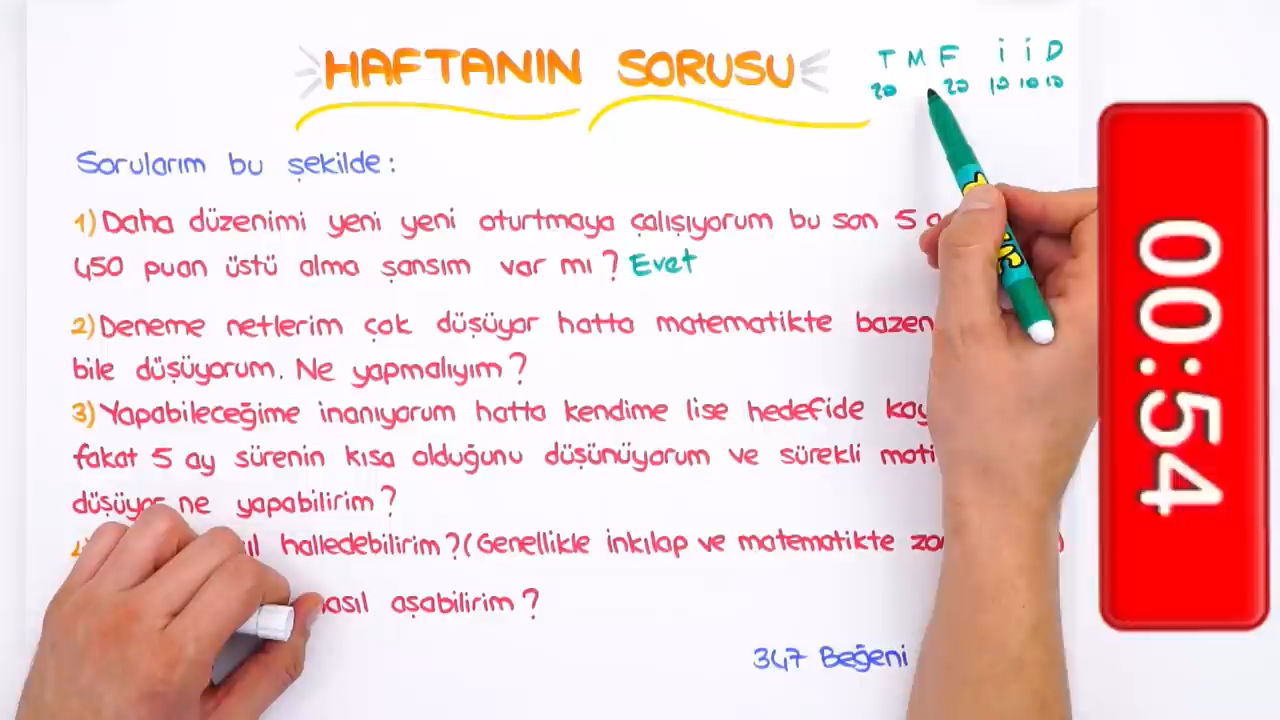 HAFTANIN SORUSU
T M F İ İ D
20 20 10 10 10
Sorularım bu şekilde:
1) Daha düzenimi yeni yeni oturtmaya çalışıyorum bu son 5
450 puan üstü alma şansım var mı? Evet
2) Deneme netlerim çok düşüyor hatta matematikte bazen
bile düşüyorum. Ne yapmalıyım?
3) Yapabileceğime inanıyorum hatta kendime lise hedefide
fakat 5 ay sürenin kısa olduğunu düşünüyorum ve sürekli
düşüyor ne yapabilirim?
halledebilirim? (Genellikle inkılap ve matematikte
nasıl aşabilirim?
347 Beğeni
00:54